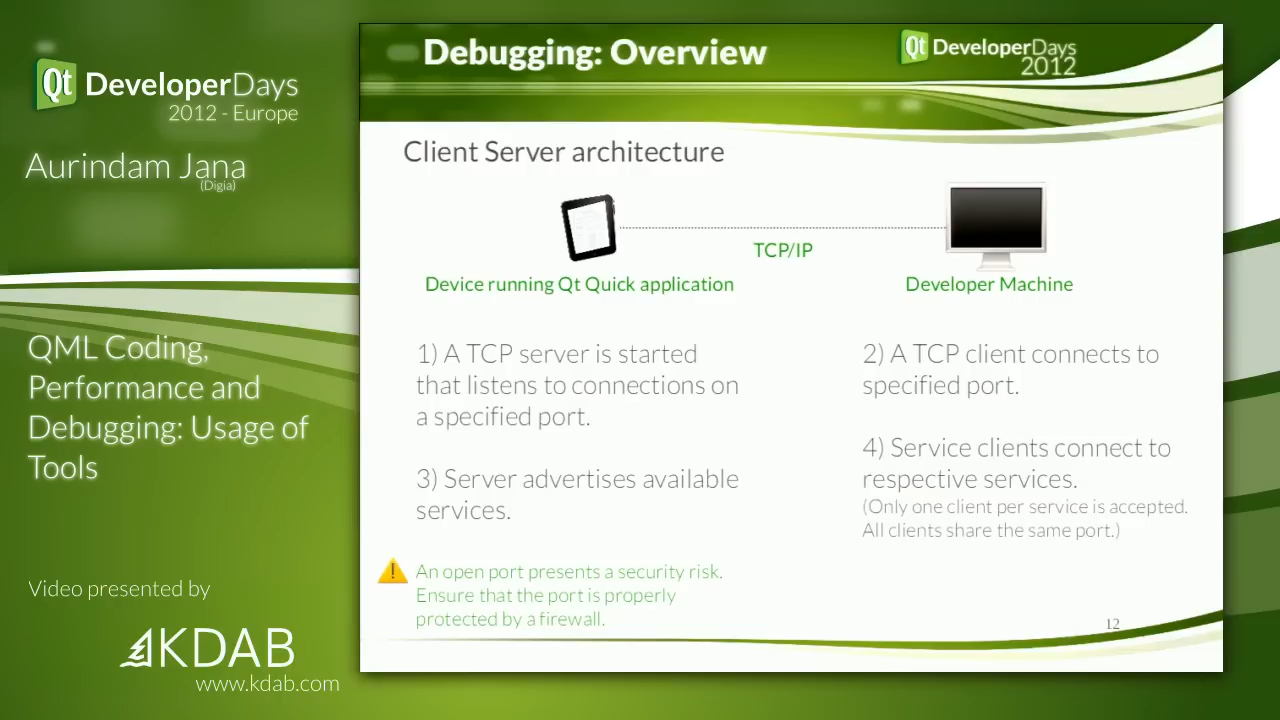 Qt DeveloperDays
2012 - Europe
Aurindam Jana
(Digia)
QML Coding,
Performance and
Debugging: Usage of
Tools
Video presented by
KDAB
www.kdab.com
Debugging: Overview
Qt DeveloperDays
2012
Client Server architecture
TCP/IP
Device running Qt Quick application
Developer Machine
1) A TCP server is started
that listens to connections on
a specified port.
3) Server advertises available
services.
2) A TCP client connects to
specified port.
4) Service clients connect to
respective services.
(Only one client per service is accepted.
All clients share the same port.)
An open port presents a security risk.
Ensure that the port is properly
protected by a firewall.
12